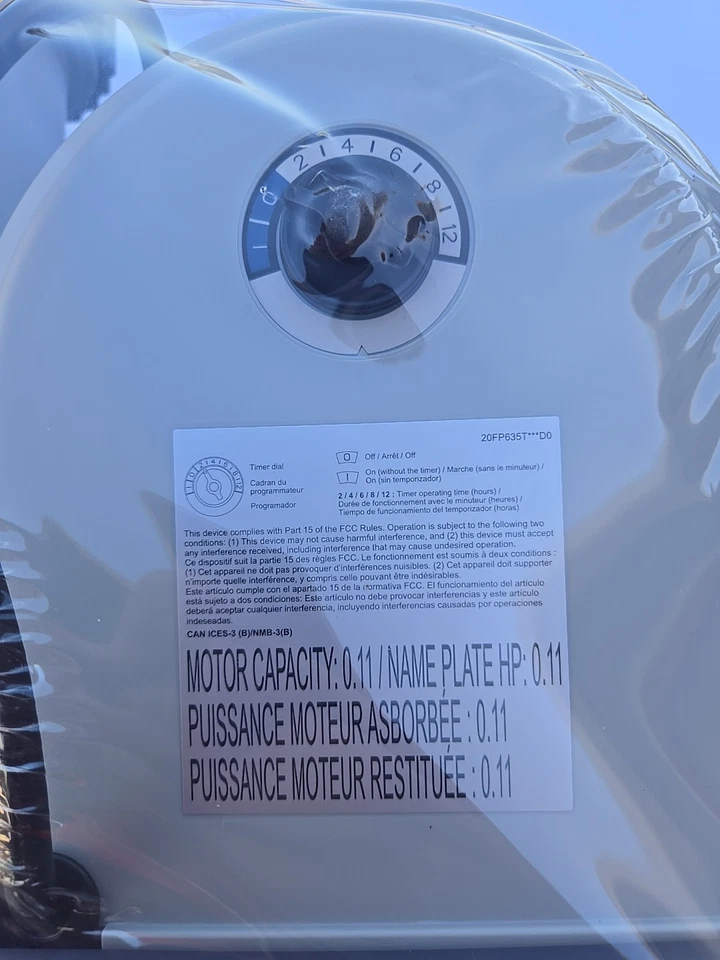 2 4 6 8 12
O
I
20FP635T***D0
Timer dial
Cadran du
programmateur
Programador
O Off / Arrêt / Off
I On (without the timer) / Marche (sans le minuteur) /
On (sin temporizador)
2 / 4 / 6 / 8 / 12 : Timer operating time (hours) /
Durée de fonctionnement avec le minuteur (heures) /
Tiempo de funcionamiento del temporizador (horas)
This device complies with Part 15 of the FCC Rules. Operation is subject to the following two
conditions: (1) This device may not cause harmful interference, and (2) this device must accept
any interference received, including interference that may cause undesired operation.
Ce dispositif suit la partie 15 des règles FCC. Le fonctionnement est soumis à deux conditions :
(1) Cet appareil ne doit pas provoquer d'interférences nuisibles. (2) Cet appareil doit supporter
n'importe quelle interférence, y compris celle pouvant être indésirables.
Este artículo cumple con el apartado 15 de la normativa FCC. El funcionamiento del artículo
está sujeto a dos condiciones: Este artículo no debe provocar interferencias y este artículo
deberá aceptar cualquier interferencia, incluyendo interferencias causadas por operaciones
indeseadas.
CAN ICES-3 (B)/NMB-3(B)
MOTOR CAPACITY: 0.11 / NAME PLATE HP: 0.11
PUISSANCE MOTEUR ASBORBÉE : 0.11
PUISSANCE MOTEUR RESTITUÉE : 0.11